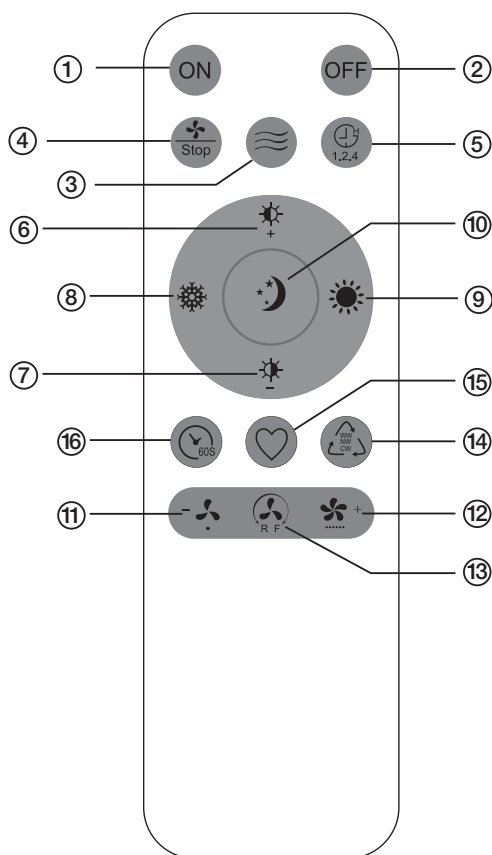 ① ON OFF ②
④ Stop ③ H 1.2.4 ⑤
⑥ + ⑩
⑧ ⑨
⑦ - ⑮
⑯ 60S WW NW CW ⑭
⑪ - R F + ⑫
⑬